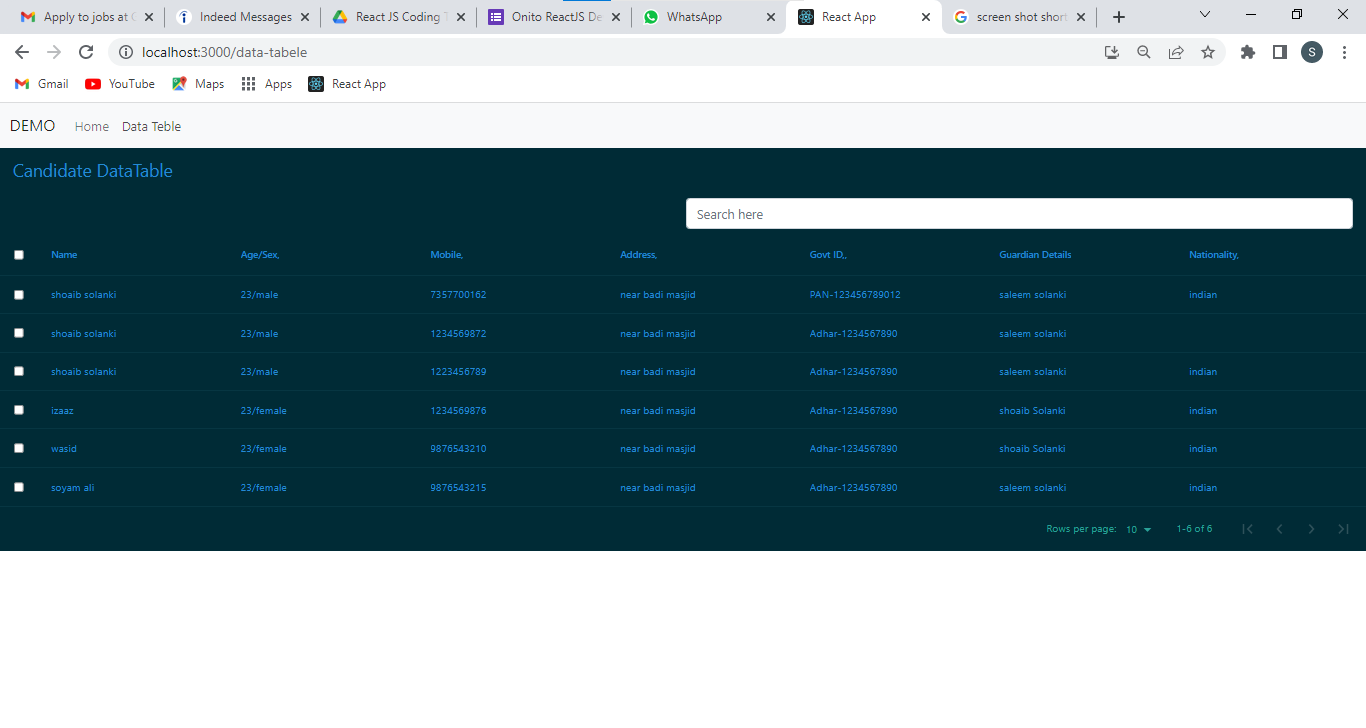 Apply to jobs at Indeed Messages React JS Coding Onito ReactJS De WhatsApp React App screen shot short
localhost:3000/data-tabele S
Gmail YouTube Maps Apps React App
DEMO Home Data Teble
Candidate DataTable
Search here
Name Age/Sex, Mobile, Address, Govt ID,, Guardian Details Nationality,
shoaib solanki 23/male 7357700162 near badi masjid PAN-123456789012 saleem solanki indian
shoaib solanki 23/male 1234569872 near badi masjid Adhar-1234567890 saleem solanki
shoaib solanki 23/male 1223456789 near badi masjid Adhar-1234567890 saleem solanki indian
izaaz 23/female 1234569876 near badi masjid Adhar-1234567890 shoaib Solanki indian
wasid 23/female 9876543210 near badi masjid Adhar-1234567890 shoaib Solanki indian
soyam ali 23/female 9876543215 near badi masjid Adhar-1234567890 saleem solanki indian
Rows per page: 10 1-6 of 6